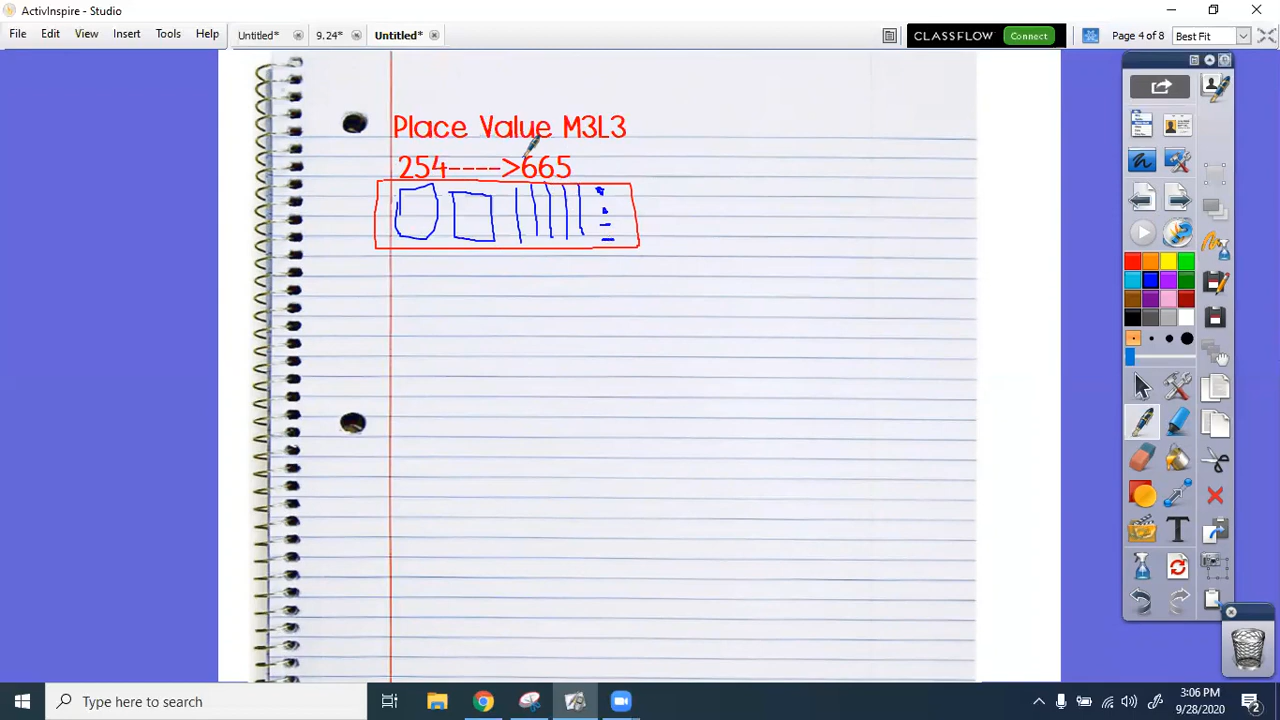 ActivInspire - Studio
File Edit View Insert Tools Help
Untitled* 9.24* Untitled*
CLASSFLOW Connect
Page 4 of 8 Best Fit
Place Value M3L3
254---->665
T
Type here to search
3:06 PM
9/28/2020
2